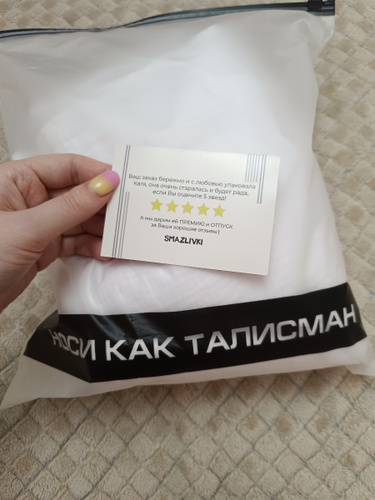 Ваш заказ бережно и с любовью упаковала
Катя, она очень старалась и будет рада,
если Вы оцените 5 звезд!
А мы дарим ей ПРЕМИЮ и ОТПУСК
за Ваши хорошие отзывы)
SMAZLIVKI
НОСИ КАК ТАЛИСМАН